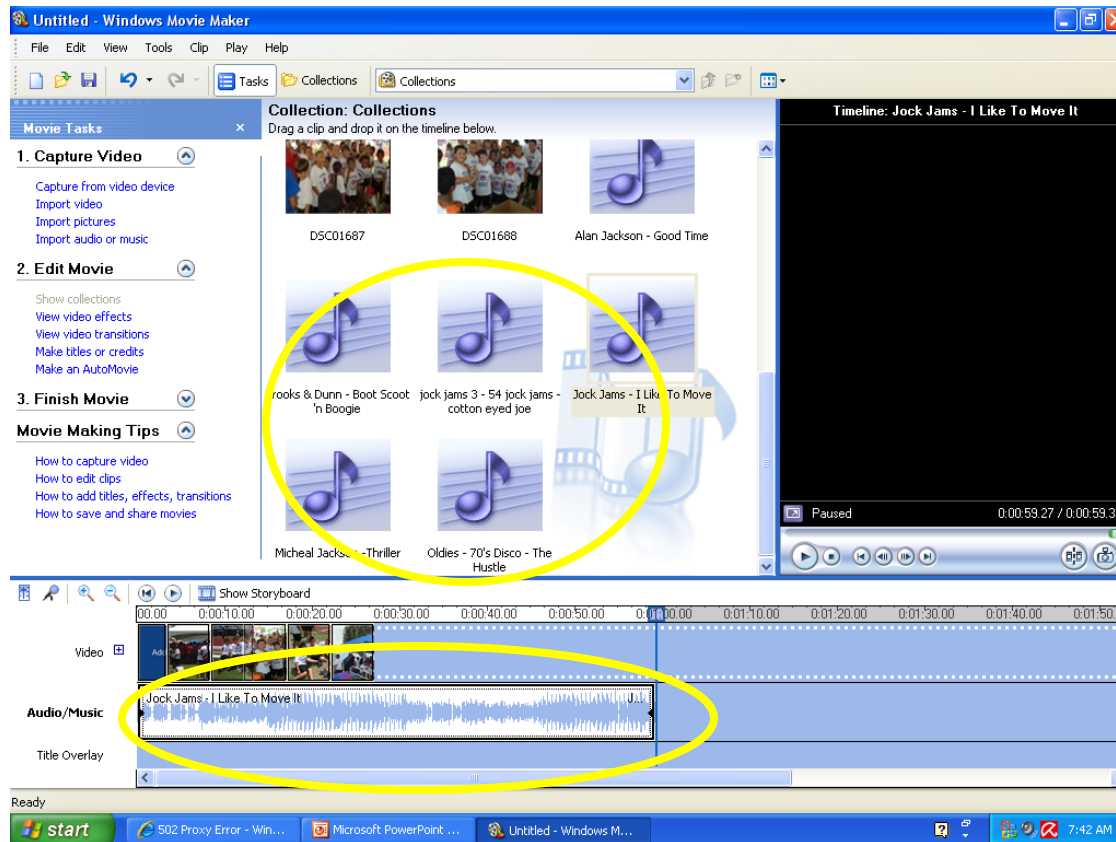 Untitled - Windows Movie Maker
File Edit View Tools Clip Play Help
Tasks Collections Collections
Movie Tasks
1. Capture Video
Capture from video device
Import video
Import pictures
Import audio or music
2. Edit Movie
Show collections
View video effects
View video transitions
Make titles or credits
Make an AutoMovie
3. Finish Movie
Movie Making Tips
How to capture video
How to edit clips
How to add titles, effects, transitions
How to save and share movies
Collection: Collections
Drag a clip and drop it on the timeline below.
DSC01687 DSC01688 Alan Jackson - Good Time
rooks & Dunn - Boot Scoot jock jams 3 - 54 jock jams - Jock Jams - I Like To Move
'n Boogie cotton eyed joe It
Micheal Jackson -Thriller Oldies - 70's Disco - The
Hustle
Timeline: Jock Jams - I Like To Move It
Paused 0:00:59.27 / 0:00:59.3
Show Storyboard
00.00 0:00:10.00 0:00:20.00 0:00:30.00 0:00:40.00 0:00:50.00 0:01:00.00 0:01:10.00 0:01:20.00 0:01:30.00 0:01:40.00 0:01:50.
Video
Add
Jock Jams - I Like To Move It J...
Audio/Music
Title Overlay
Ready
start 502 Proxy Error - Win... Microsoft PowerPoint ... Untitled - Windows M... 7:42 AM